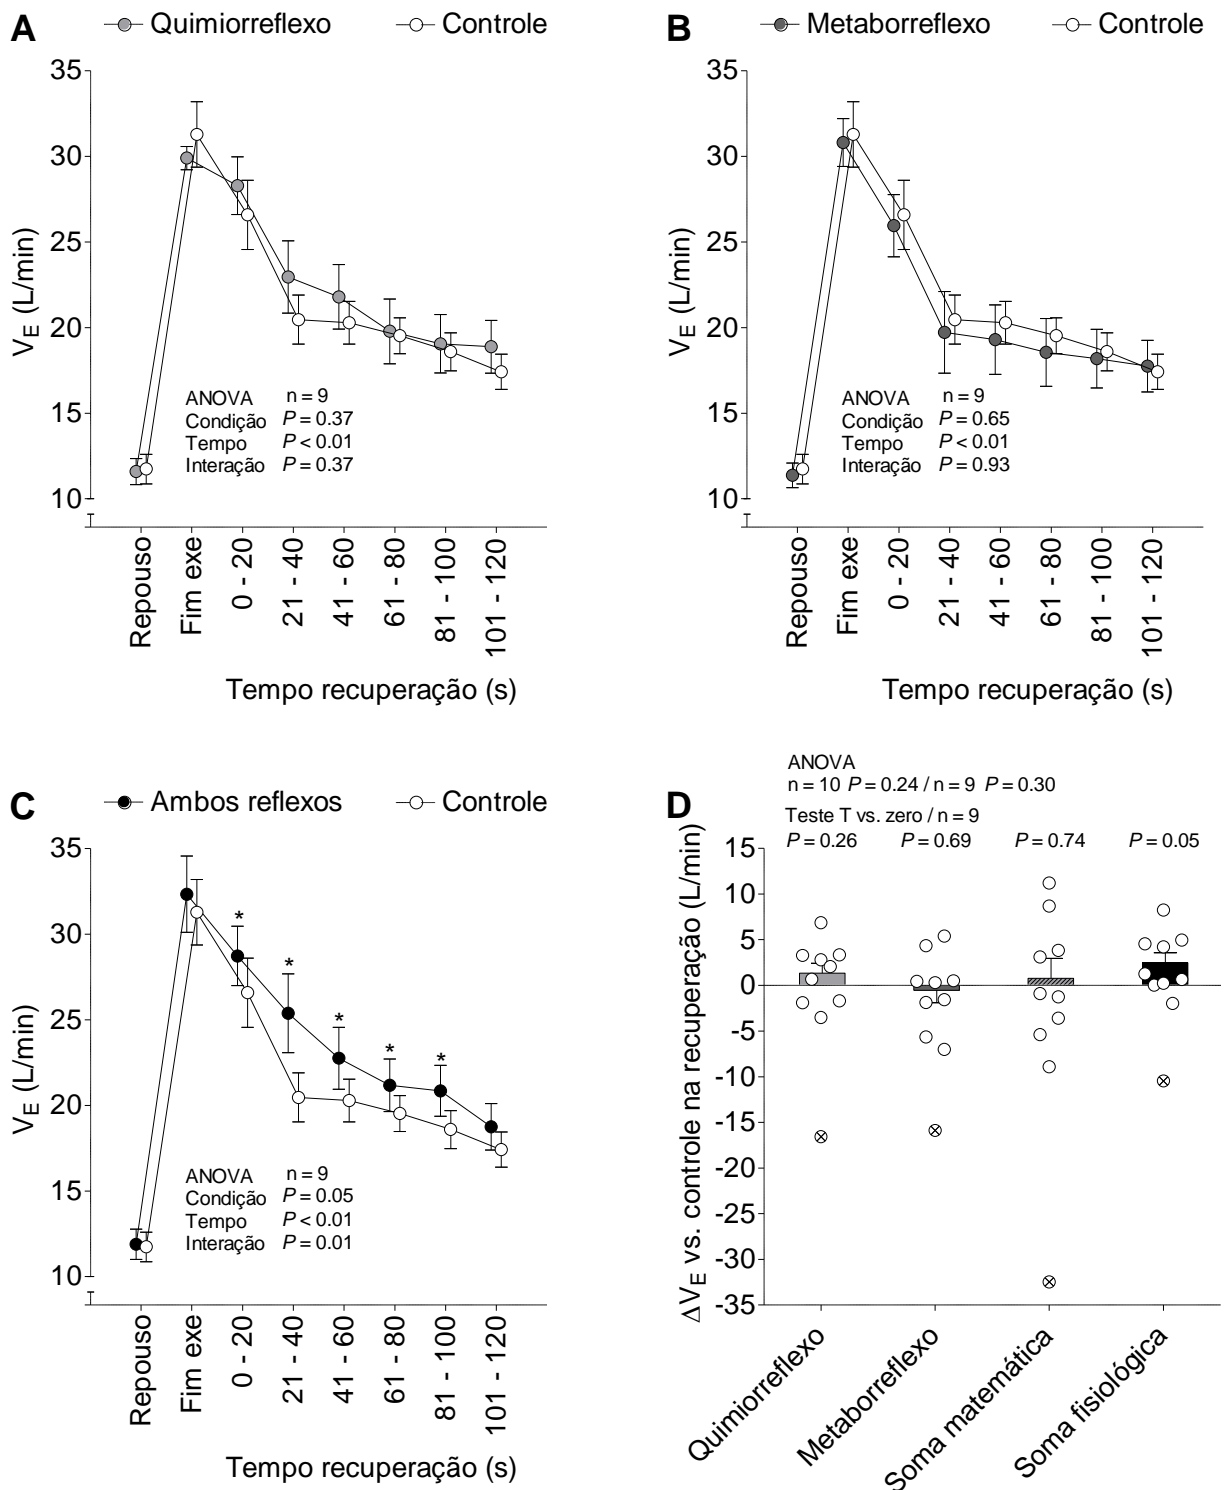 A
Quimiorreflexo
Controle
V_E (L/min)
35
30
25
20
15
10
ANOVA n = 9
Condição P = 0.37
Tempo P < 0.01
Interação P = 0.37
Repouso
Fim exe
0 - 20
21 - 40
41 - 60
61 - 80
81 - 100
101 - 120
Tempo recuperação (s)
B
Metaborreflexo
Controle
V_E (L/min)
35
30
25
20
15
10
ANOVA n = 9
Condição P = 0.65
Tempo P < 0.01
Interação P = 0.93
Repouso
Fim exe
0 - 20
21 - 40
41 - 60
61 - 80
81 - 100
101 - 120
Tempo recuperação (s)
C
Ambos reflexos
Controle
V_E (L/min)
35
30
25
20
15
10
* * * * *
ANOVA n = 9
Condição P = 0.05
Tempo P < 0.01
Interação P = 0.01
Repouso
Fim exe
0 - 20
21 - 40
41 - 60
61 - 80
81 - 100
101 - 120
Tempo recuperação (s)
D
ANOVA
n = 10 P = 0.24 / n = 9 P = 0.30
Teste T vs. zero / n = 9
P = 0.26 P = 0.69 P = 0.74 P = 0.05
ΔV_E vs. controle na recuperação (L/min)
15
10
5
0
-5
-10
-15
-20
-25
-30
-35
Quimiorreflexo
Metaborreflexo
Soma matemática
Soma fisiológica